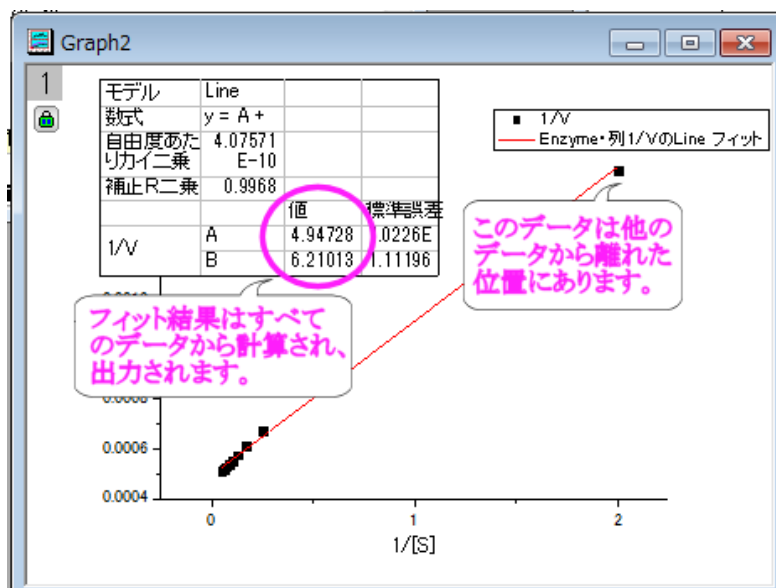 Graph2
1
モデル Line
数式 y = A +
自由度あた 4.07571
りカイ二乗 E-10
補正R二乗 0.9968
値 標準誤差
1/V
A 4.94728 .0226E
B 6.21013 1.11196
1/V
Enzyme・列1/VのLine フィット
このデータは他の
データから離れた
位置にあります。
フィット結果はすべて
のデータから計算され、
出力されます。
0.0008
0.0006
0.0004
0 1 2
1/[S]